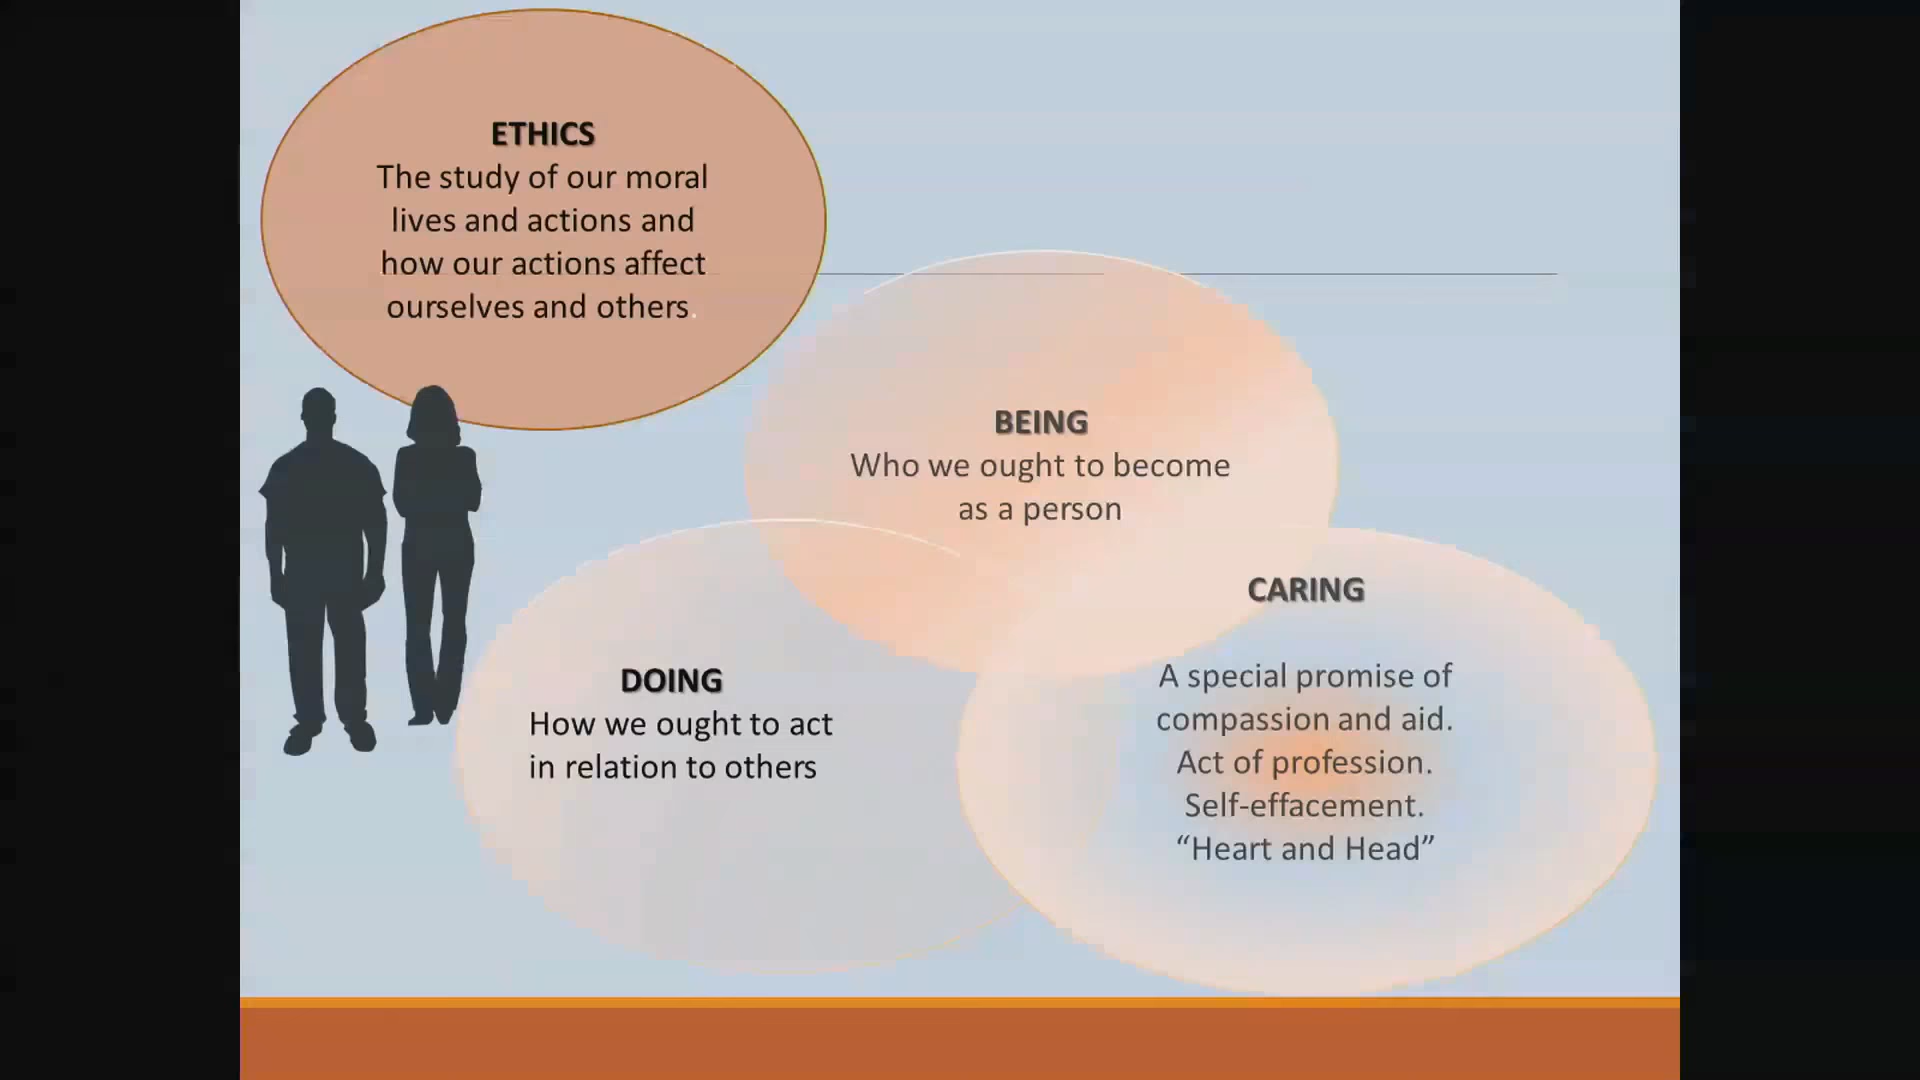 ETHICS
The study of our moral
lives and actions and
how our actions affect
ourselves and others.
BEING
Who we ought to become
as a person
DOING
How we ought to act
in relation to others
CARING
A special promise of
compassion and aid.
Act of profession.
Self-effacement.
“Heart and Head”